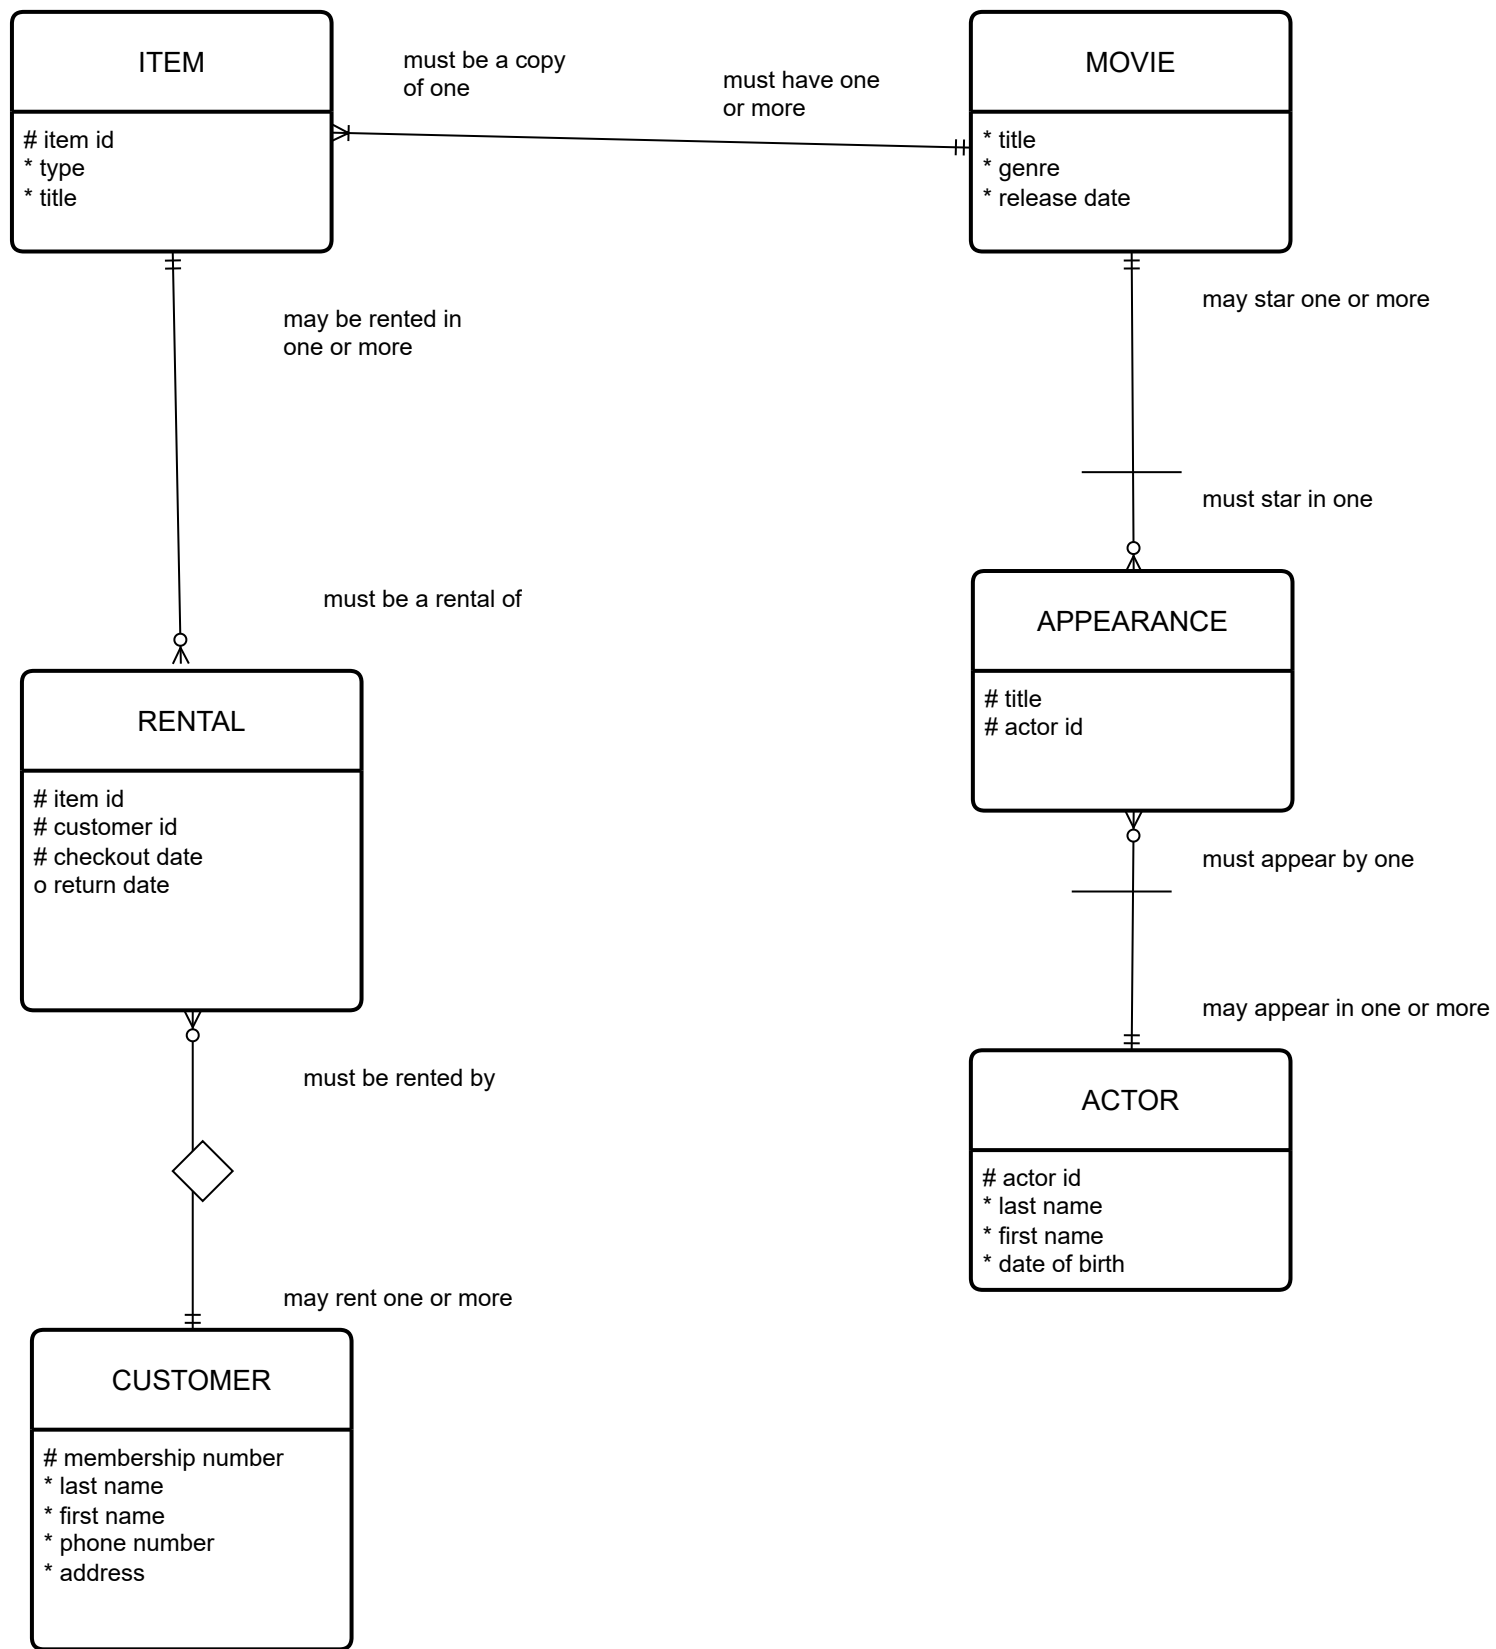 ITEM
# item id
* type
* title
must be a copy
of one
must have one
or more
MOVIE
* title
* genre
* release date
may be rented in
one or more
must be a rental of
may star one or more
must star in one
RENTAL
# item id
# customer id
# checkout date
o return date
APPEARANCE
# title
# actor id
must be rented by
may rent one or more
must appear by one
may appear in one or more
CUSTOMER
# membership number
* last name
* first name
* phone number
* address
ACTOR
# actor id
* last name
* first name
* date of birth